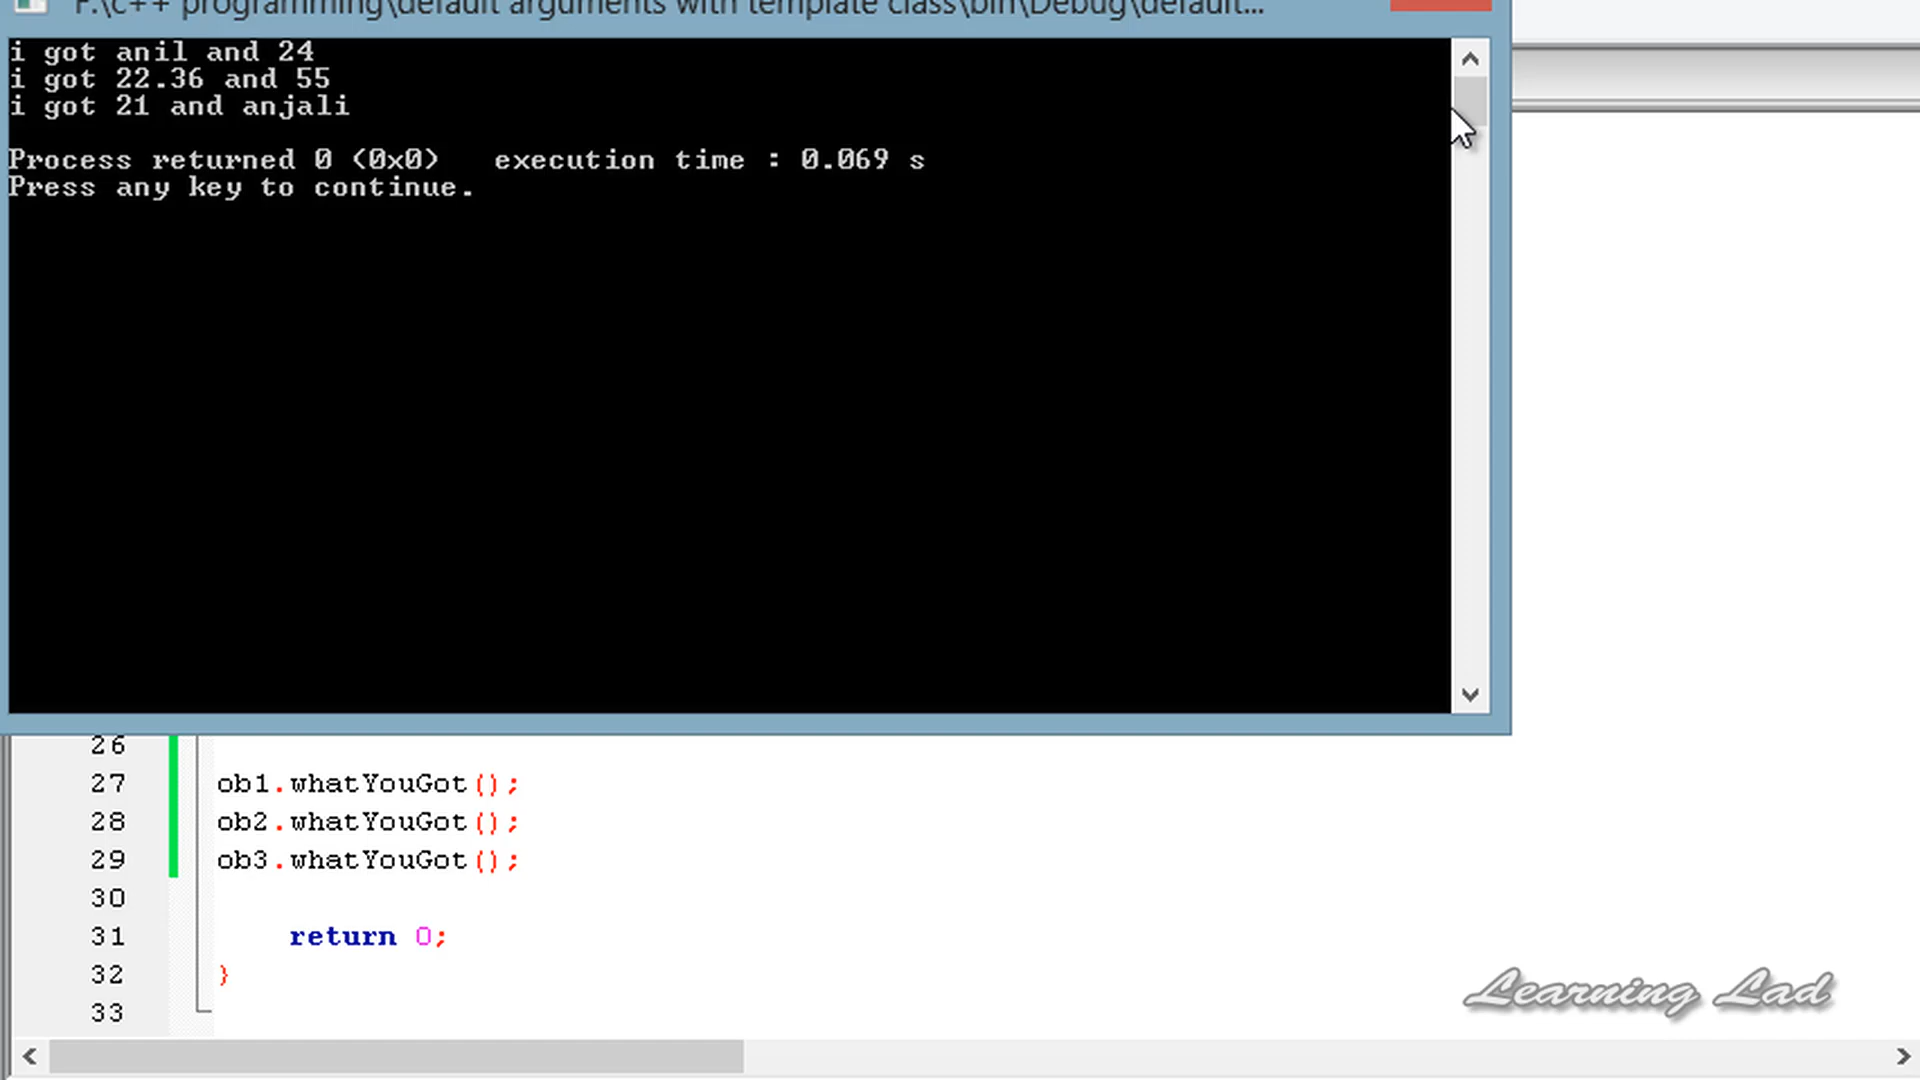 F:\c++ programming\default arguments with template class\bin\Debug\default...
i got anil and 24
i got 22.36 and 55
i got 21 and anjali
Process returned 0 (0x0)   execution time : 0.069 s
Press any key to continue.
26
27 ob1.whatYouGot();
28 ob2.whatYouGot();
29 ob3.whatYouGot();
30
31 return 0;
32 }
33
Learning Lad